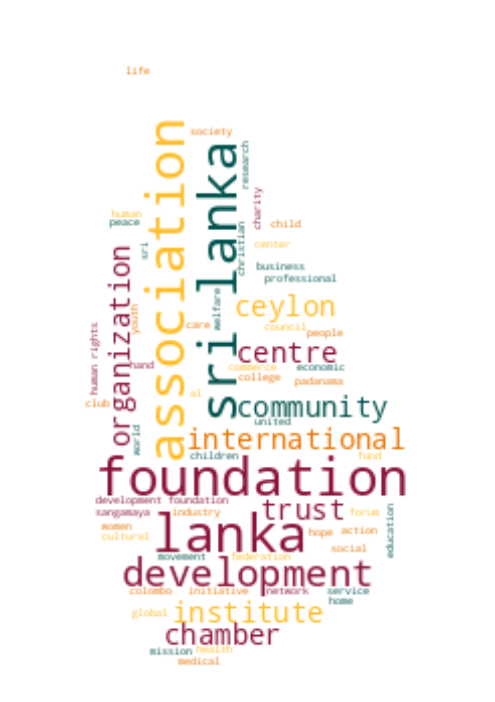 life
association
society
sri lanka
research
human
peace
charity
child
sri
christian
center
organization
business
professional
welfare
ceylon
youth
care
council
people
human rights
hand
centre
commerce
economic
college
padanama
al
club
community
world
united
international
children
fund
foundation
development foundation
trust
sangamaya
industry
forum
education
women
lanka
hope
action
cultural
social
movement
federation
development
colombo
initiative
network
service
home
global
institute
chamber
mission
health
medical